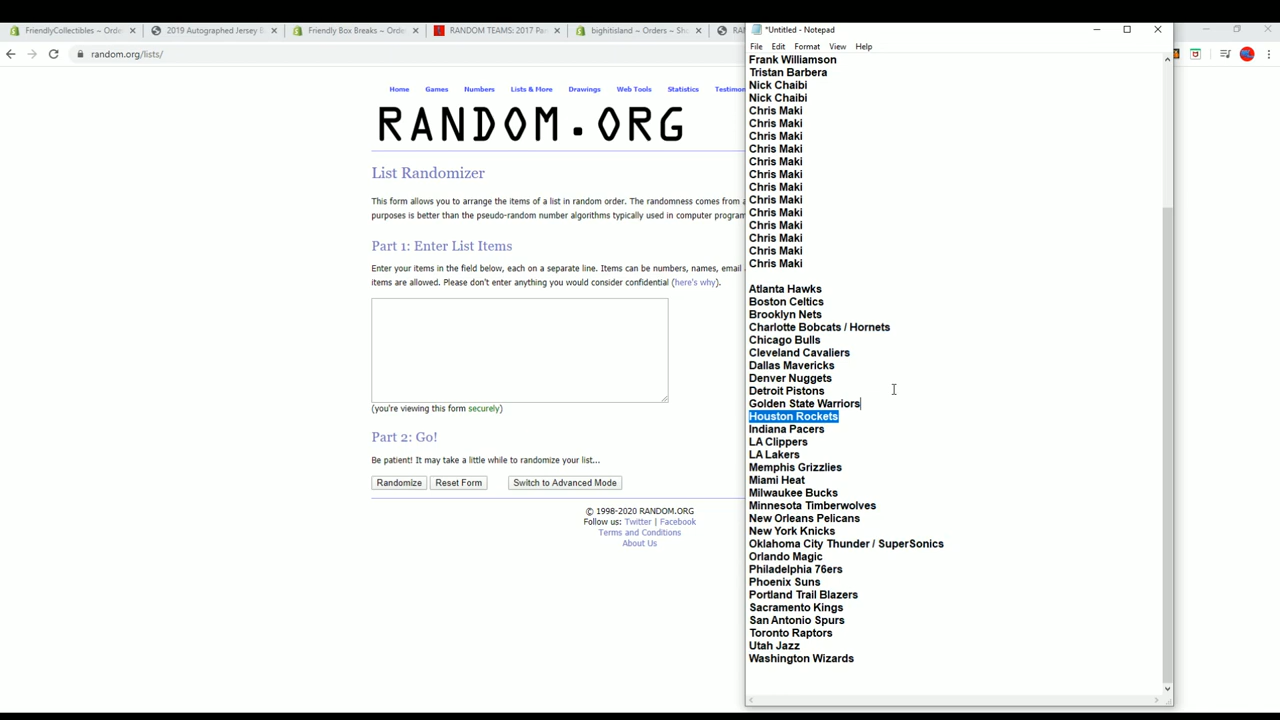 FriendlyCollectibles ~ Orde
2019 Autographed Jersey B
Friendly Box Breaks ~ Orde
RANDOM TEAMS: 2017 Pa
bighitisland ~ Orders ~ Sho
random.org/lists/
Home
Games
Numbers
Lists & More
Drawings
Web Tools
Statistics
Testimon
RANDOM.ORG
List Randomizer
This form allows you to arrange the items of a list in random order. The randomness comes from a
purposes is better than the pseudo-random number algorithms typically used in computer program
Part 1: Enter List Items
Enter your items in the field below, each on a separate line. Items can be numbers, names, email
items are allowed. Please don't enter anything you would consider confidential (here's why).
(you're viewing this form securely)
Part 2: Go!
Be patient! It may take a little while to randomize your list...
Randomize
Reset Form
Switch to Advanced Mode
© 1998-2020 RANDOM.ORG
Follow us: Twitter | Facebook
Terms and Conditions
About Us
*Untitled - Notepad
File
Edit
Format
View
Help
Frank Williamson
Tristan Barbera
Nick Chaibi
Nick Chaibi
Chris Maki
Chris Maki
Chris Maki
Chris Maki
Chris Maki
Chris Maki
Chris Maki
Chris Maki
Chris Maki
Chris Maki
Chris Maki
Chris Maki
Chris Maki
Atlanta Hawks
Boston Celtics
Brooklyn Nets
Charlotte Bobcats / Hornets
Chicago Bulls
Cleveland Cavaliers
Dallas Mavericks
Denver Nuggets
Detroit Pistons
Golden State Warriors
Houston Rockets
Indiana Pacers
LA Clippers
LA Lakers
Memphis Grizzlies
Miami Heat
Milwaukee Bucks
Minnesota Timberwolves
New Orleans Pelicans
New York Knicks
Oklahoma City Thunder / SuperSonics
Orlando Magic
Philadelphia 76ers
Phoenix Suns
Portland Trail Blazers
Sacramento Kings
San Antonio Spurs
Toronto Raptors
Utah Jazz
Washington Wizards